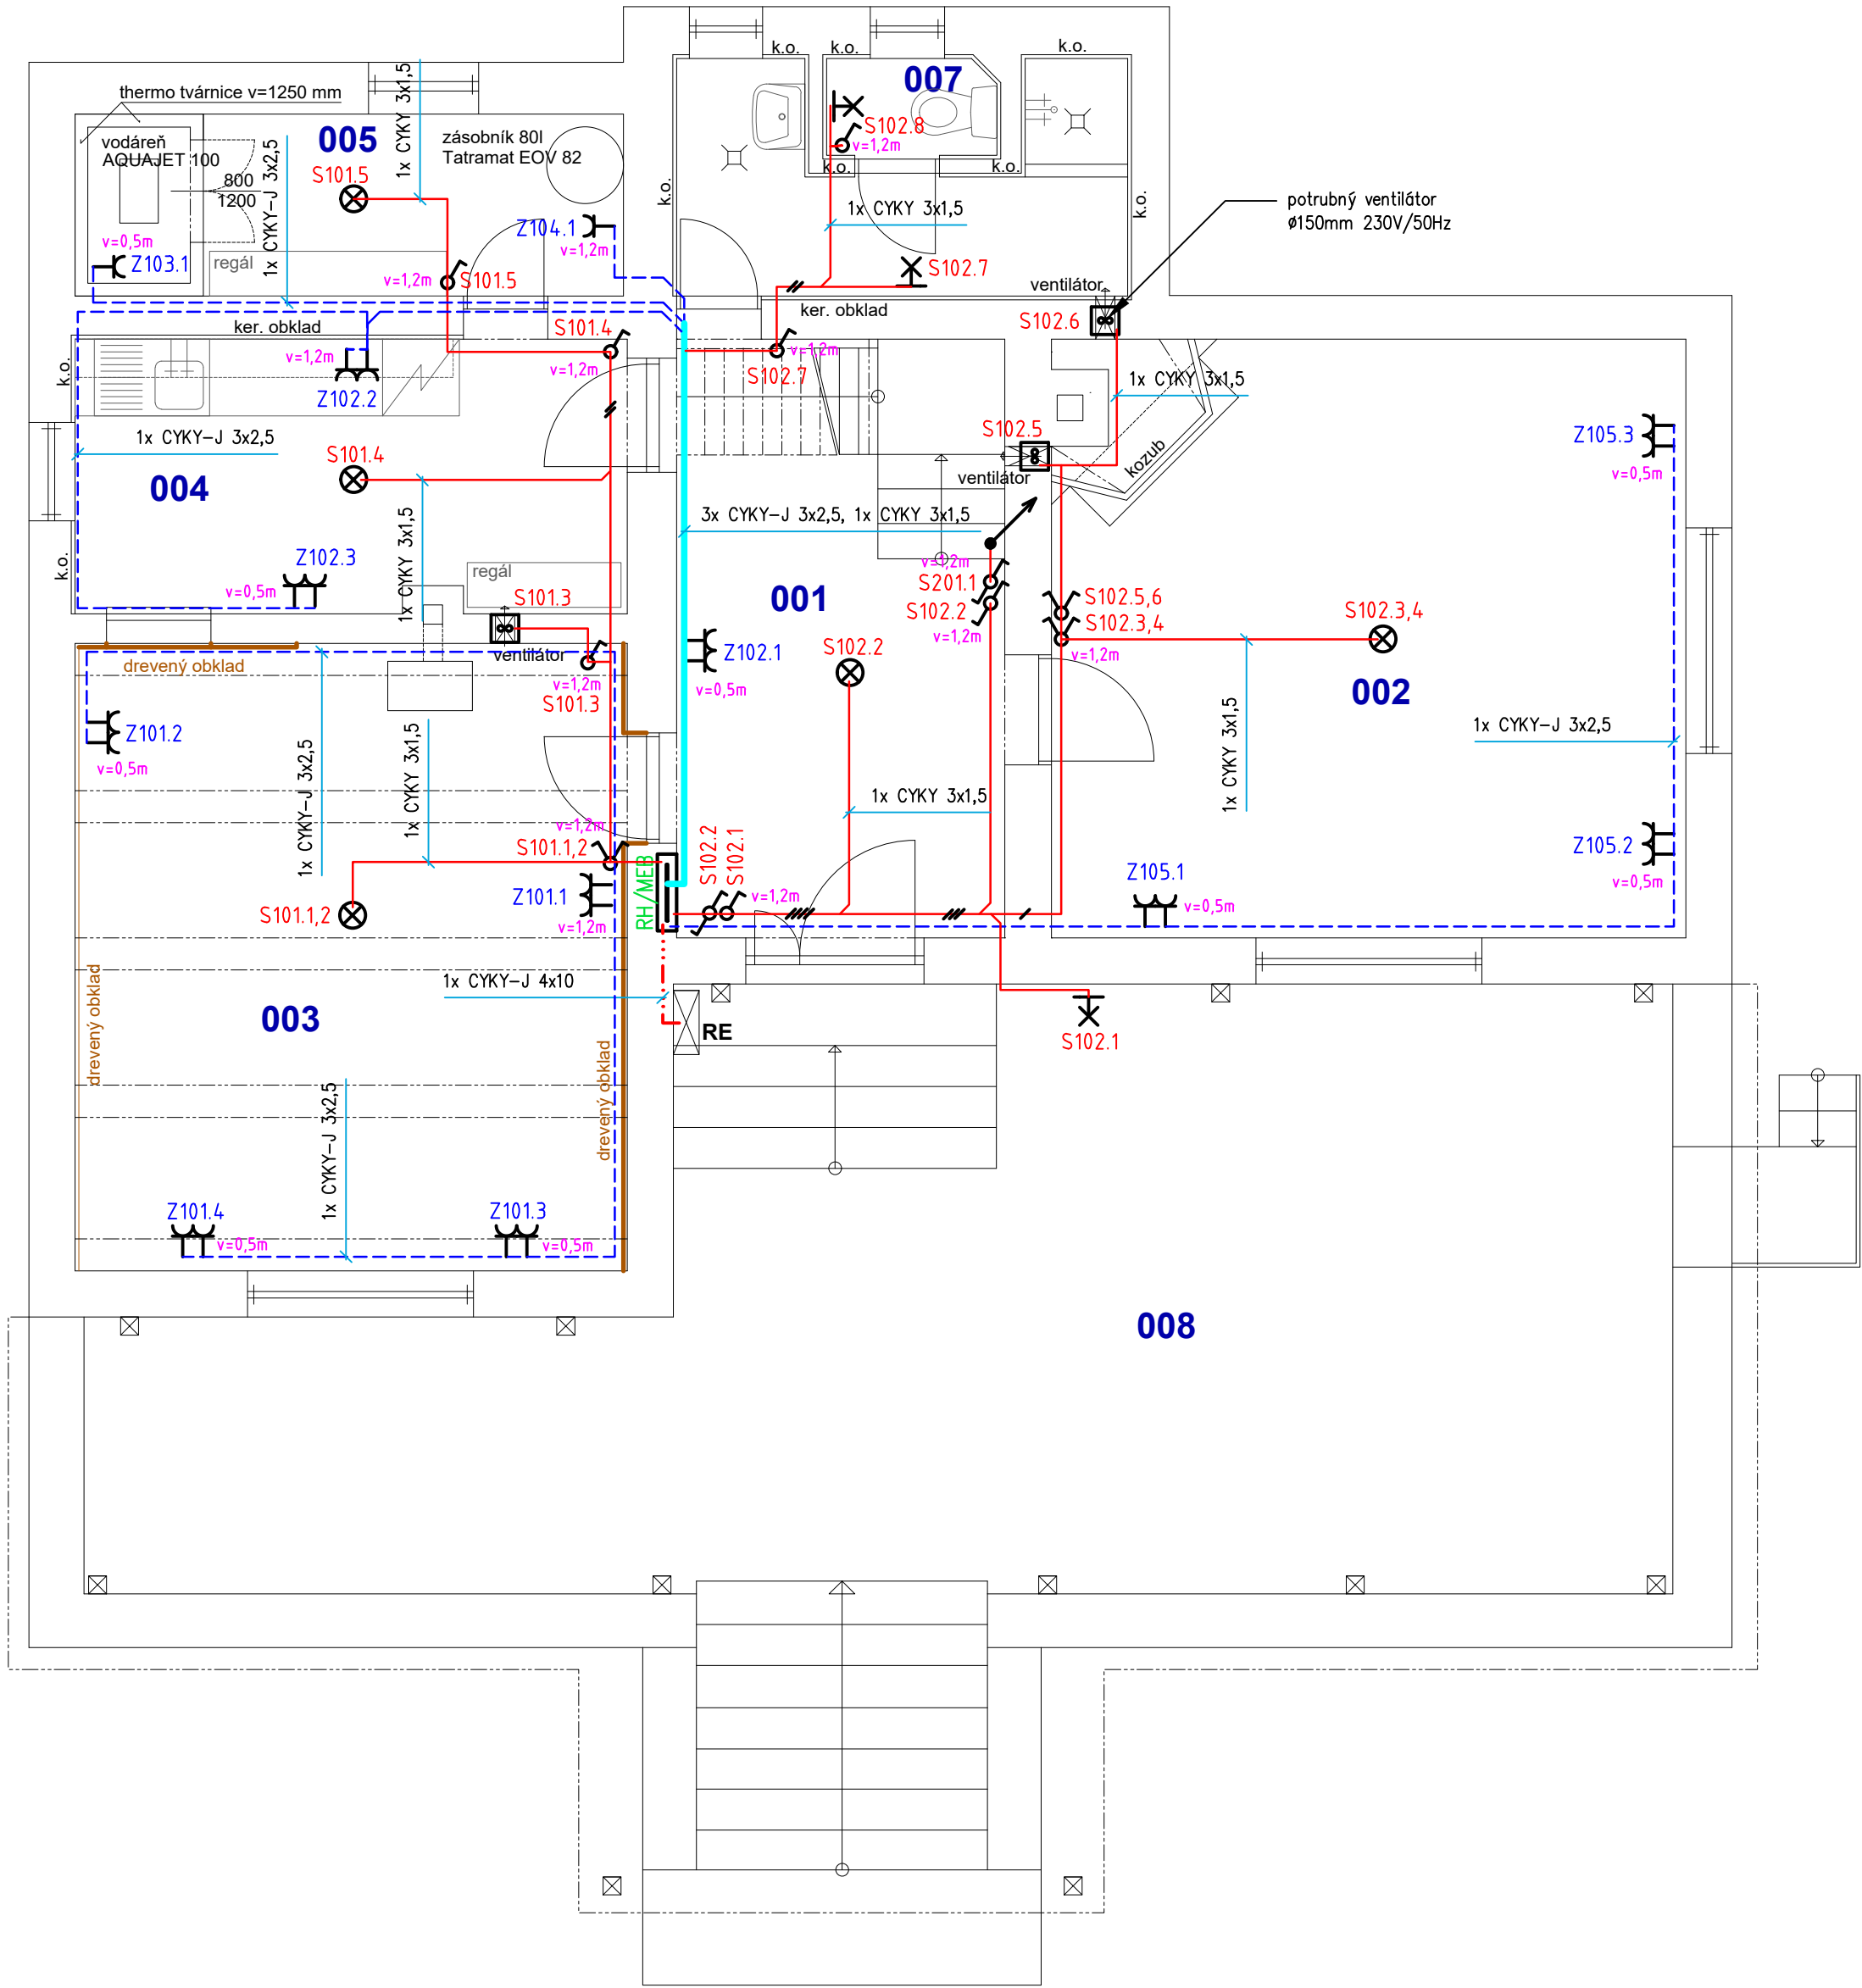 k.o.
k.o.
k.o.
007
thermo tvárnice v=1250 mm
1x CYKY 3x1,5
005
vodáreň
AQUAJET 100
zásobník 80l
Tatramat EOV 82
S102.8
v=1,2m
k.o.
k.o.
k.o.
k.o.
800
1200
S101.5
1x CYKY-J 3x2,5
1x CYKY 3x1,5
potrubný ventilátor
ø150mm 230V/50Hz
Z104.1
v=1,2m
v=0,5m
Z103.1
regál
v=1,2m
S101.5
S102.7
ventilátor
ker. obklad
ker. obklad
S102.6
S101.4
v=1,2m
v=1,2m
v=1,2m
S102.7
k.o.
Z102.2
1x CYKY 3x1,5
1x CYKY-J 3x2,5
S101.4
S102.5
ventilátor
kozub
Z105.3
v=0,5m
004
3x CYKY-J 3x2,5, 1x CYKY 3x1,5
1x CYKY 3x1,5
k.o.
Z102.3
v=0,5m
regál
v=1,2m
S201.1
S102.2
v=1,2m
001
S101.3
S102.5,6
S102.3,4
v=1,2m
S102.3,4
ventilátor
drevený obklad
v=1,2m
S101.3
Z102.1
v=0,5m
S102.2
002
Z101.2
v=0,5m
1x CYKY-J 3x2,5
1x CYKY 3x1,5
1x CYKY 3x1,5
1x CYKY-J 3x2,5
1x CYKY 3x1,5
v=1,2m
S101.1,2
Z101.1
v=1,2m
RH/MEB
S102.2
S102.1
v=1,2m
S101.1,2
Z105.1
v=0,5m
Z105.2
v=0,5m
1x CYKY-J 4x10
003
drevený obklad
drevený obklad
RE
S102.1
1x CYKY-J 3x2,5
Z101.4
v=0,5m
Z101.3
v=0,5m
008